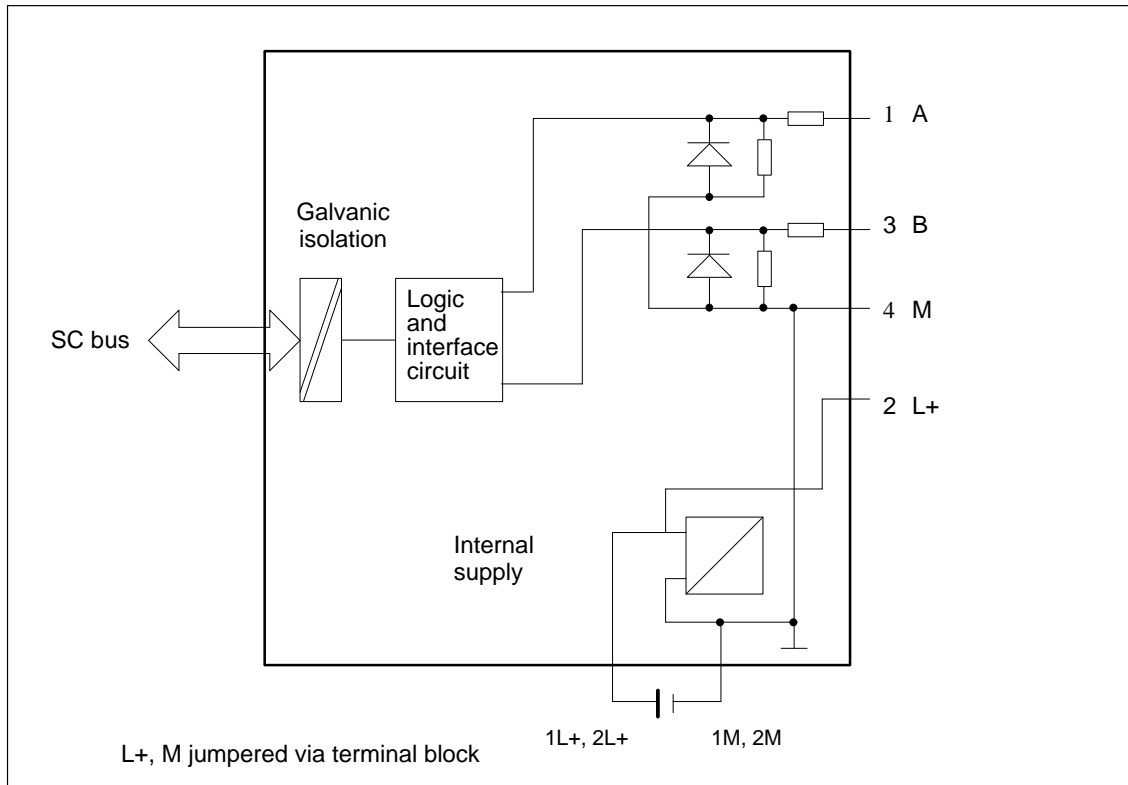 1 A
Galvanic
isolation
3 B
Logic
and
interface
circuit
4 M
SC bus
2 L+
Internal
supply
1L+, 2L+
1M, 2M
L+, M jumpered via terminal block